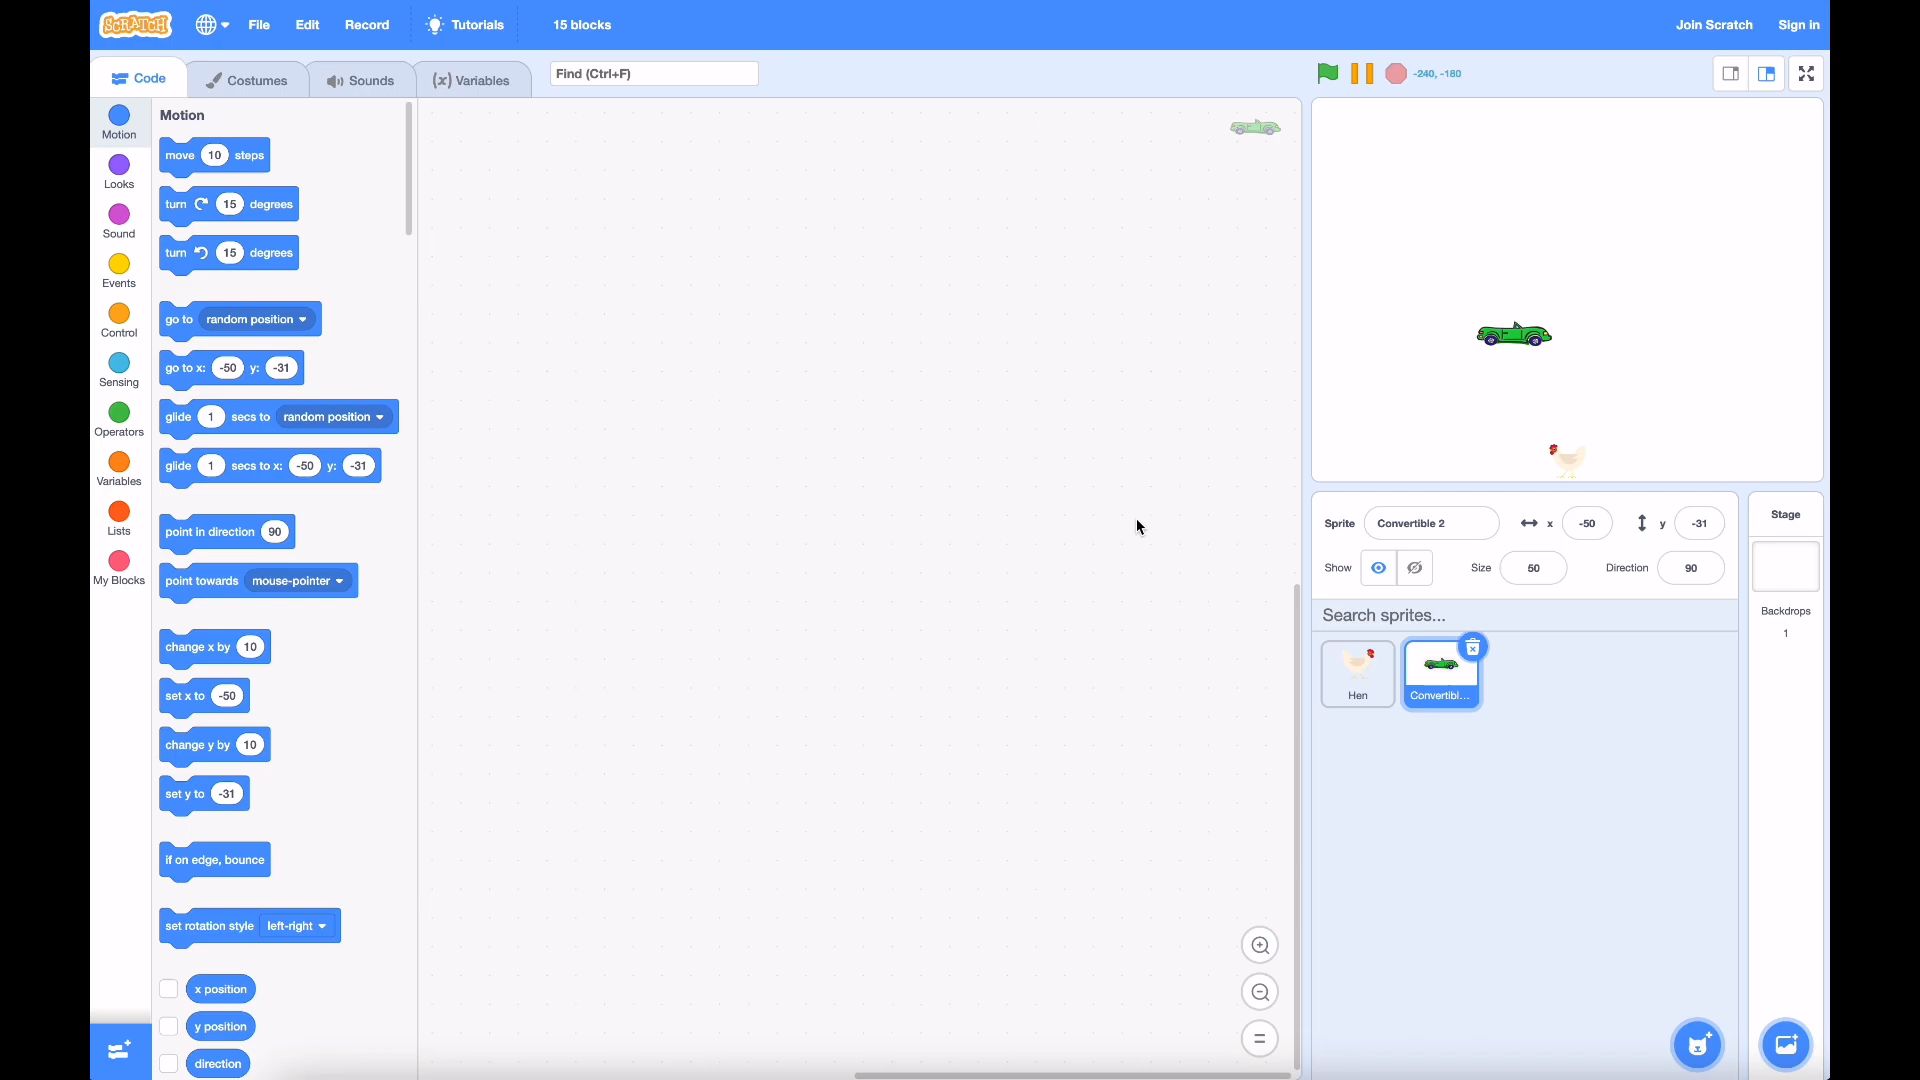 SCRATCH
File
Edit
Record
Tutorials
15 blocks
Join Scratch
Sign in
Code
Costumes
Sounds
(x) Variables
Find (Ctrl+F)
-240, -180
Motion
Looks
Sound
Events
Control
Sensing
Operators
Variables
Lists
My Blocks
Motion
move 10 steps
turn 15 degrees
turn 15 degrees
go to random position
go to x: -50 y: -31
glide 1 secs to random position
glide 1 secs to x: -50 y: -31
point in direction 90
point towards mouse-pointer
change x by 10
set x to -50
change y by 10
set y to -31
if on edge, bounce
set rotation style left-right
x position
y position
direction
Sprite Convertible 2 x -50 y -31
Show Size 50 Direction 90
Search sprites...
Hen
Convertibl...
Stage
Backdrops
1